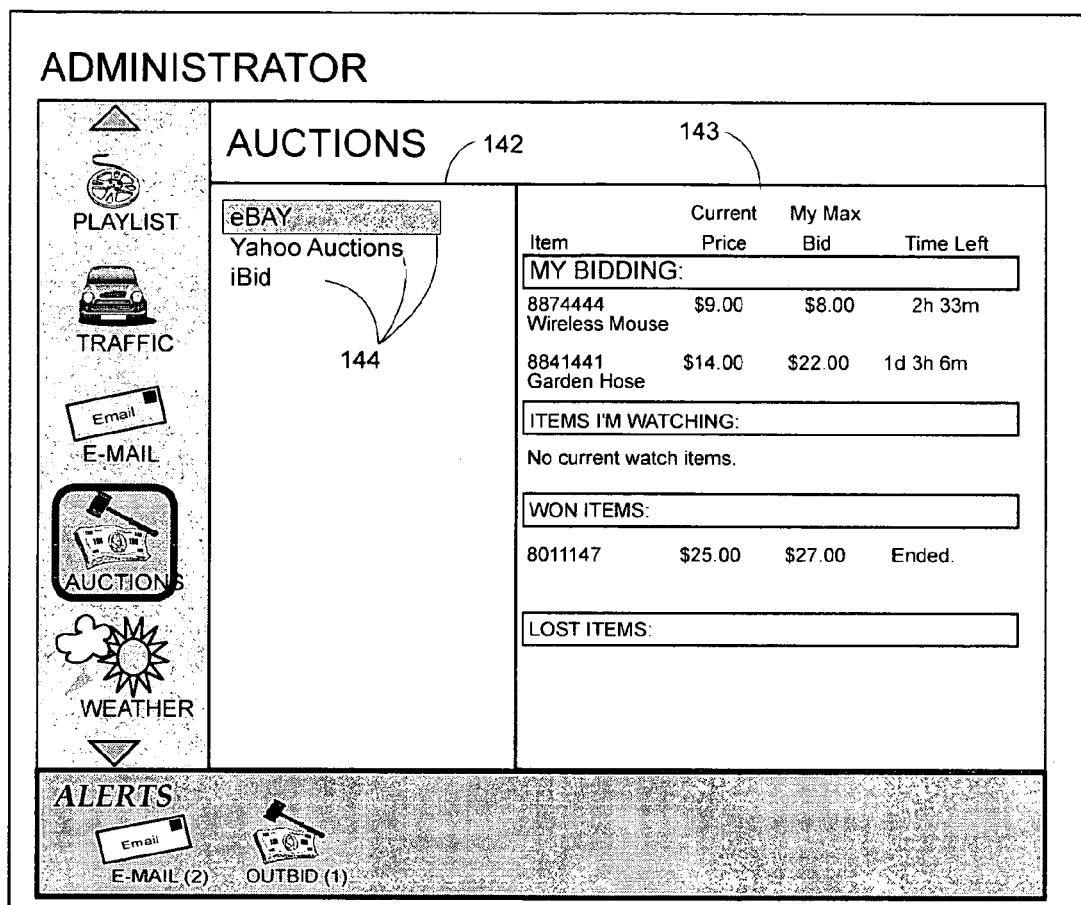 ADMINISTRATOR
PLAYLIST
TRAFFIC
Email
E-MAIL
AUCTIONS
WEATHER
AUCTIONS
142
143
eBAY
Yahoo Auctions
iBid
144
Current My Max
Item Price Bid Time Left
MY BIDDING:
8874444 $9.00 $8.00 2h 33m
Wireless Mouse
8841441 $14.00 $22.00 1d 3h 6m
Garden Hose
ITEMS I'M WATCHING:
No current watch items.
WON ITEMS:
8011147 $25.00 $27.00 Ended.
LOST ITEMS:
ALERTS
Email
E-MAIL (2) OUTBID (1)